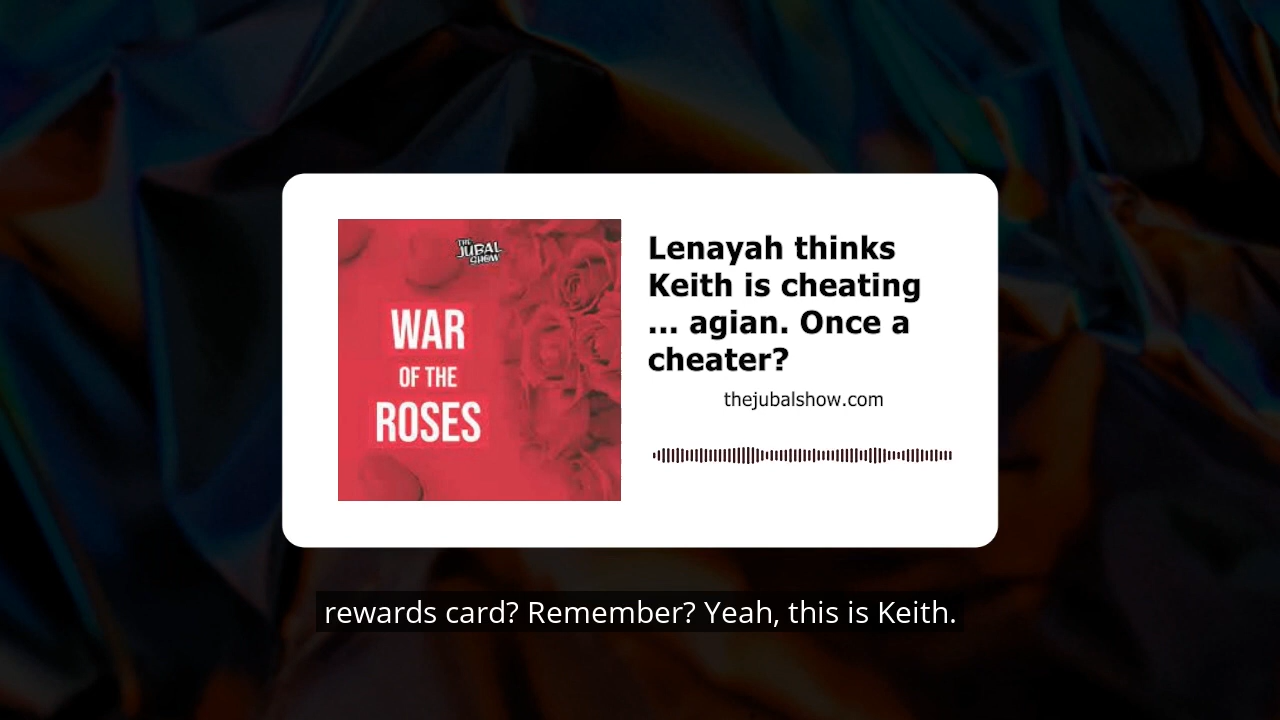 THE
JUBAL
SHOW
WAR
OF THE
ROSES
Lenayah thinks
Keith is cheating
... agian. Once a
cheater?
thejubalshow.com
rewards card? Remember? Yeah, this is Keith.